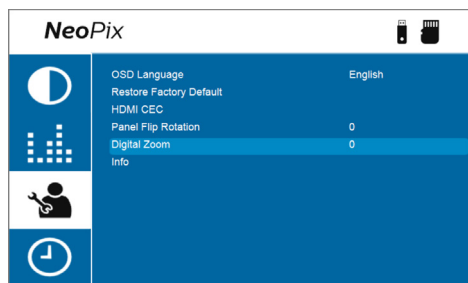 NeoPix
OSD Language English
Restore Factory Default
HDMI CEC
Panel Flip Rotation 0
Digital Zoom 0
Info